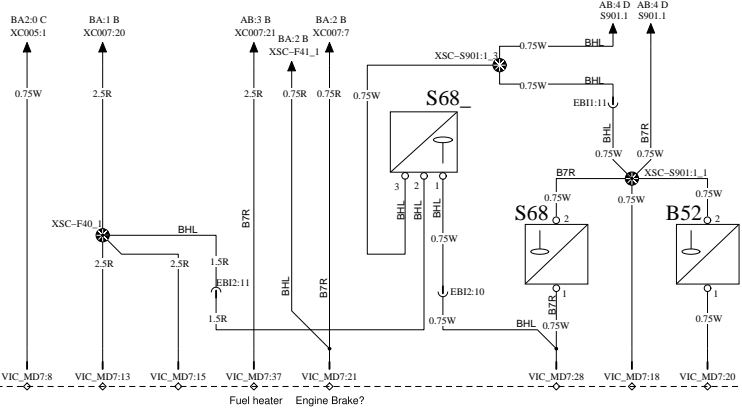 BA2:0 C
XC005:1
BA:1 B
XC007:20
AB:3 B
XC007:21
BA:2 B
XSC–F41_1
BA:2 B
XC007:7
AB:4 D
S901.1
AB:4 D
S901.1
XSC–S901:1_3
0.75W
BHL
0.75W
BHL
0.75W
2.5R
2.5R
0.75R
0.75R
0.75W
EBI1:11
S68_
BHL
B7R
0.75W
0.75W
XSC–S901:1_1
B7R
3
2
1
0.75W
0.75W
0.75W
BHL
BHL
BHL
S68
2
B52
2
XSC–F40_1
BHL
B7R
0.75W
2.5R
2.5R
1.5R
EBI2:11
BHL
B7R
EBI2:10
1
1
B7R
1.5R
0.75W
BHL
0.75W
0.75W
VIC_MD7:8
VIC_MD7:13
VIC_MD7:15
VIC_MD7:37
VIC_MD7:21
VIC_MD7:28
VIC_MD7:18
VIC_MD7:20
Fuel heater
Engine Brake?